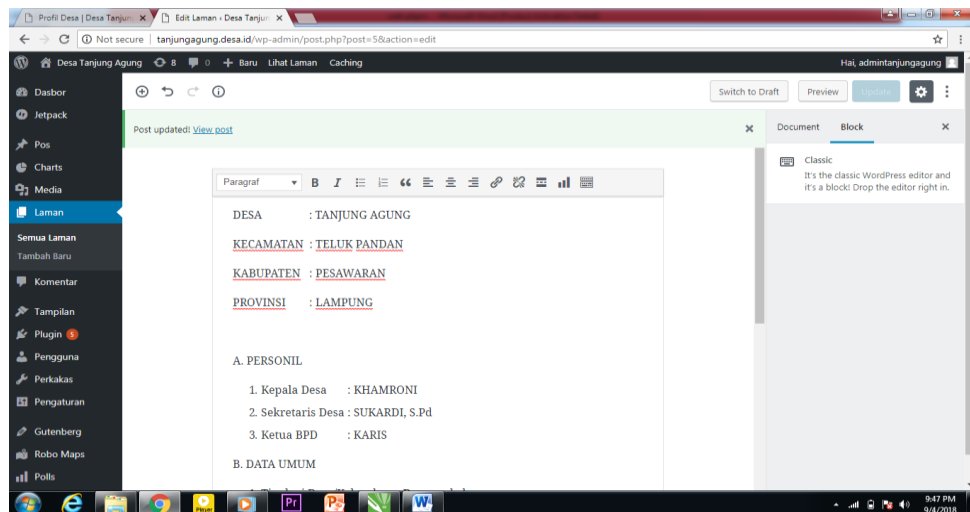 Profil Desa | Desa Tanjun
Edit Laman ‹ Desa Tanjun
Not secure | tanjungagung.desa.id/wp-admin/post.php?post=5&action=edit
Desa Tanjung Agung 8 0 + Baru Lihat Laman Caching Hai, admintanjungagung
Dasbor
Jetpack
Pos
Charts
Media
Laman
Semua Laman
Tambah Baru
Komentar
Tampilan
Plugin 5
Pengguna
Perkakas
Pengaturan
Gutenberg
Robo Maps
Polls
Switch to Draft Preview Update
Post updated! View post
Paragraf B I
DESA : TANJUNG AGUNG
KECAMATAN : TELUK PANDAN
KABUPATEN : PESAWARAN
PROVINSI : LAMPUNG
A. PERSONIL
1. Kepala Desa : KHAMRONI
2. Sekretaris Desa : SUKARDI, S.Pd
3. Ketua BPD : KARIS
B. DATA UMUM
Document Block
Classic
It's the classic WordPress editor and
it's a block! Drop the editor right in.
Player
Pr
9:47 PM
9/4/2018